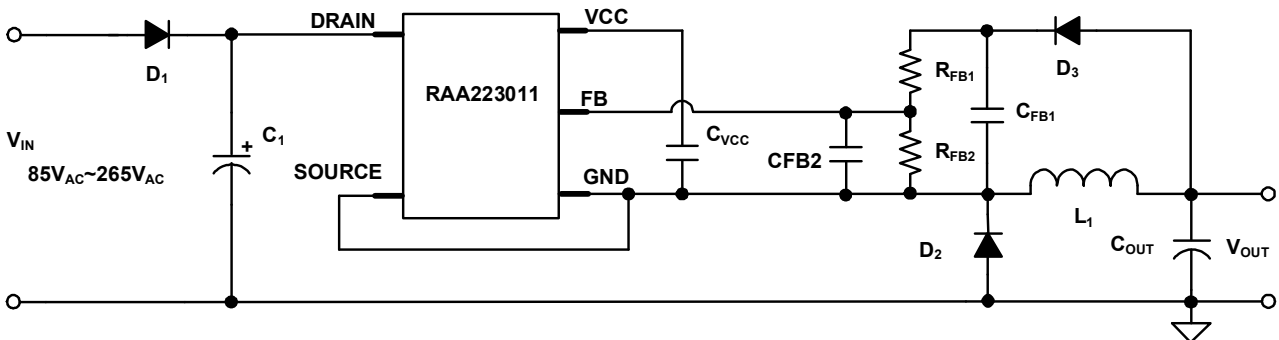 DRAIN
VCC
D1
RAA223011
RFB1
D3
FB
CFB1
VIN
C1
+
CVCC
85VAC~265VAC
CFB2
RFB2
SOURCE
GND
L1
D2
COUT
VOUT